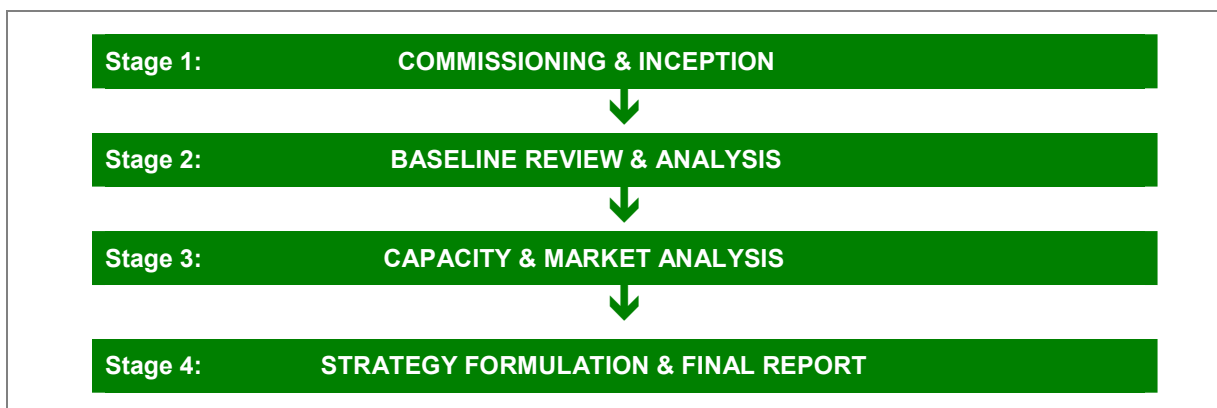 Stage 1: COMMISSIONING & INCEPTION
Stage 2: BASELINE REVIEW & ANALYSIS
Stage 3: CAPACITY & MARKET ANALYSIS
Stage 4: STRATEGY FORMULATION & FINAL REPORT